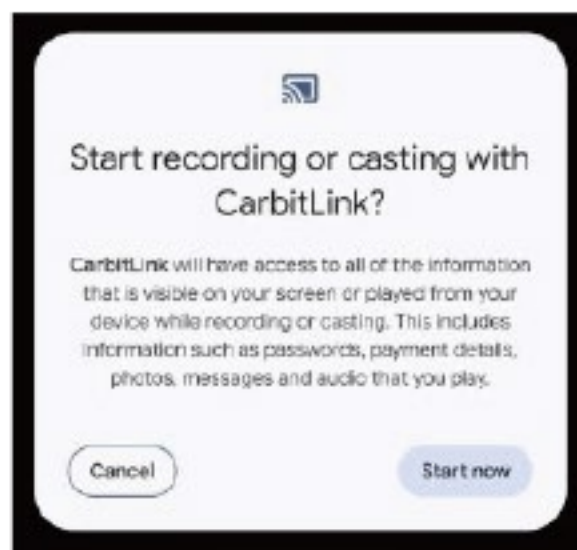 Start recording or casting with
CarbitLink?
CarbitLink will have access to all of the information
that is visible on your screen or played from your
device while recording or casting. This includes
information such as passwords, payment details,
photos, messages and audio that you play.
Cancel
Start now